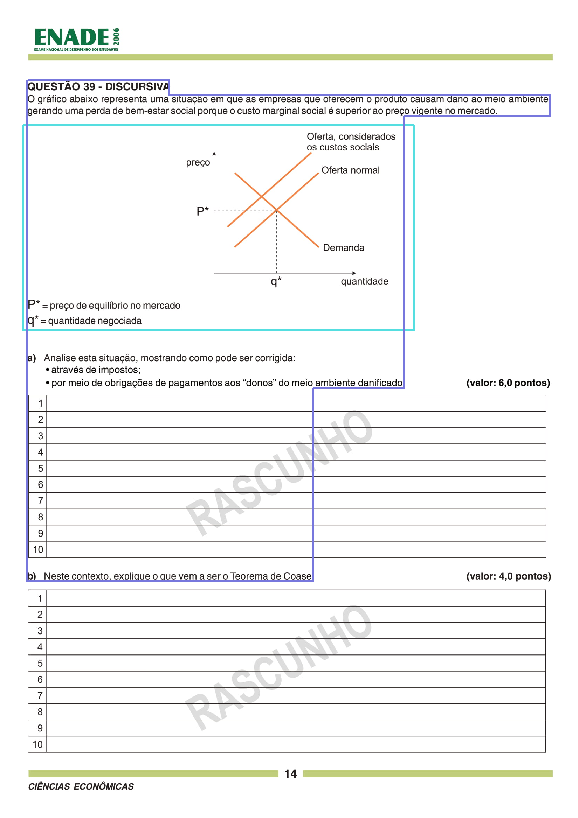 ENADE 2006
EXAME NACIONAL DE DESEMPENHO DOS ESTUDANTES
QUESTÃO 39 - DISCURSIVA
O gráfico abaixo representa uma situação em que as empresas que oferecem o produto causam dano ao meio ambiente,
gerando uma perda de bem-estar social porque o custo marginal social é superior ao preço vigente no mercado.
Oferta, considerados
os custos sociais
preço
Oferta normal
P*
Demanda
q*
quantidade
P* = preço de equilíbrio no mercado
q* = quantidade negociada
a) Analise esta situação, mostrando como pode ser corrigida:
• através de impostos;
• por meio de obrigações de pagamentos aos "donos" do meio ambiente danificado. (valor: 6,0 pontos)
1
2
3
4
5
6
7
8
9
10
RASCUNHO
b) Neste contexto, explique o que vem a ser o Teorema de Coase. (valor: 4,0 pontos)
1
2
3
4
5
6
7
8
9
10
RASCUNHO
14
CIÊNCIAS ECONÔMICAS